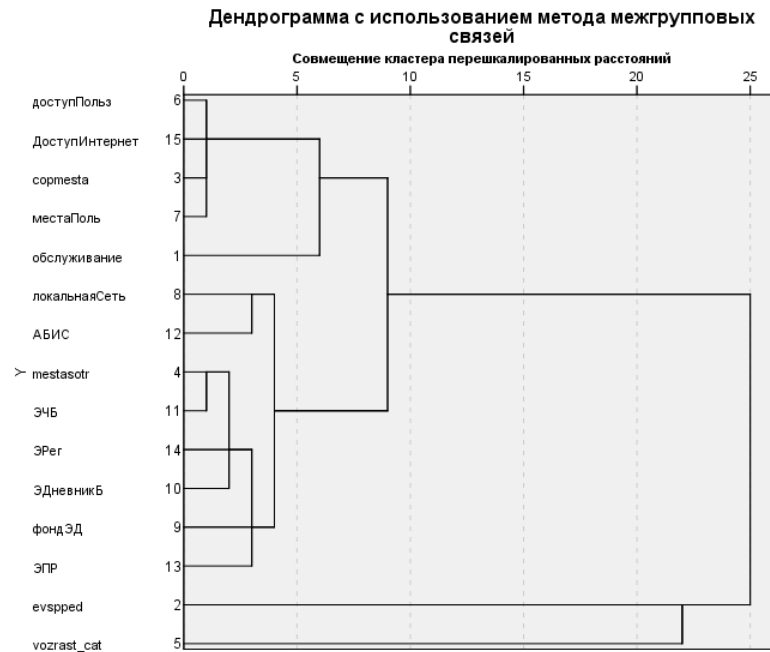 Дендрограмма с использованием метода межгрупповых
связей
Совмещение кластера перешкалированных расстояний
0 5 10 15 20 25
доступПольз 6
ДоступИнтернет 15
copmesta 3
местаПоль 7
обслуживание 1
локальнаяСеть 8
АБИС 12
Y
mestasotr 4
ЭЧБ 11
ЭРег 14
ЭДневникБ 10
фондЭД 9
ЭПР 13
evspped 2
vozrast_cat 5